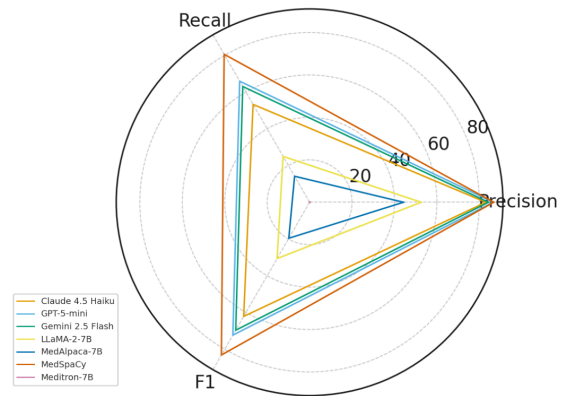 Recall
80
60
40
20
Precision
F1
Claude 4.5 Haiku
GPT-5-mini
Gemini 2.5 Flash
LLaMA-2-7B
MedAlpaca-7B
MedSpaCy
Meditron-7B